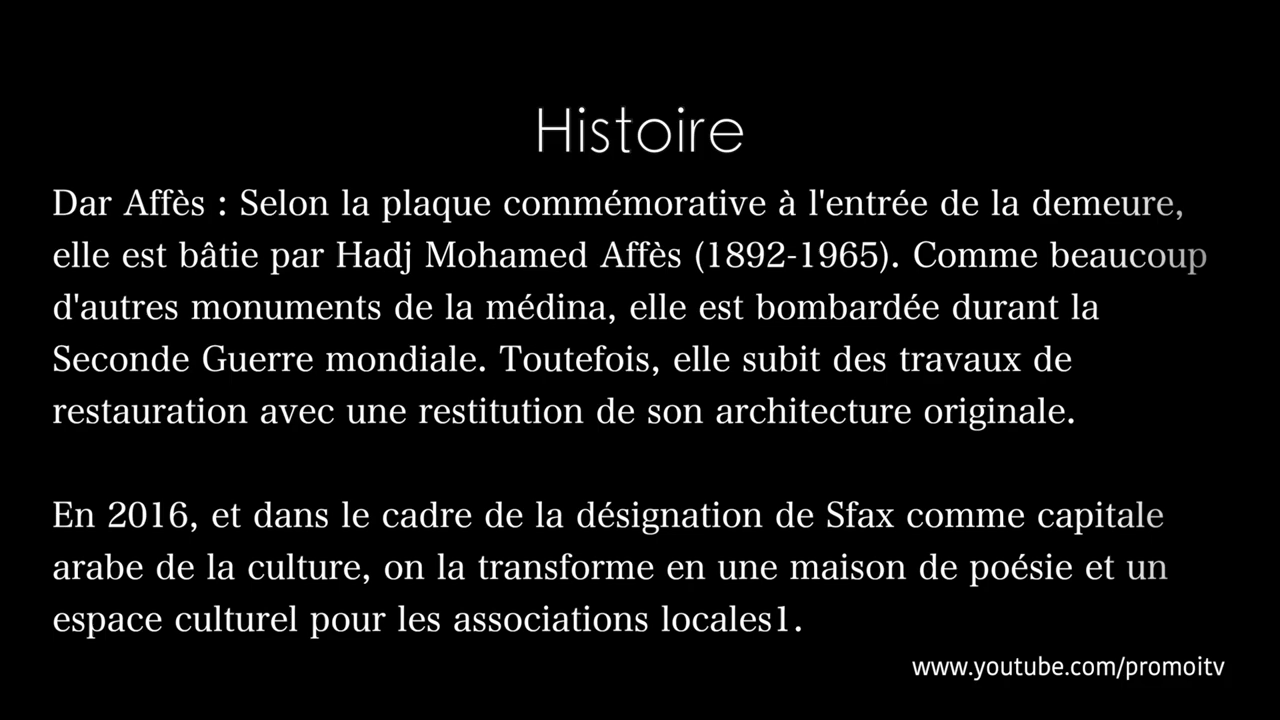 Histoire
Dar Affès : Selon la plaque commémorative à l'entrée de la demeure,
elle est bâtie par Hadj Mohamed Affès (1892-1965). Comme beaucoup
d'autres monuments de la médina, elle est bombardée durant la
Seconde Guerre mondiale. Toutefois, elle subit des travaux de
restauration avec une restitution de son architecture originale.
En 2016, et dans le cadre de la désignation de Sfax comme capitale
arabe de la culture, on la transforme en une maison de poésie et un
espace culturel pour les associations locales1.
www.youtube.com/promoitv